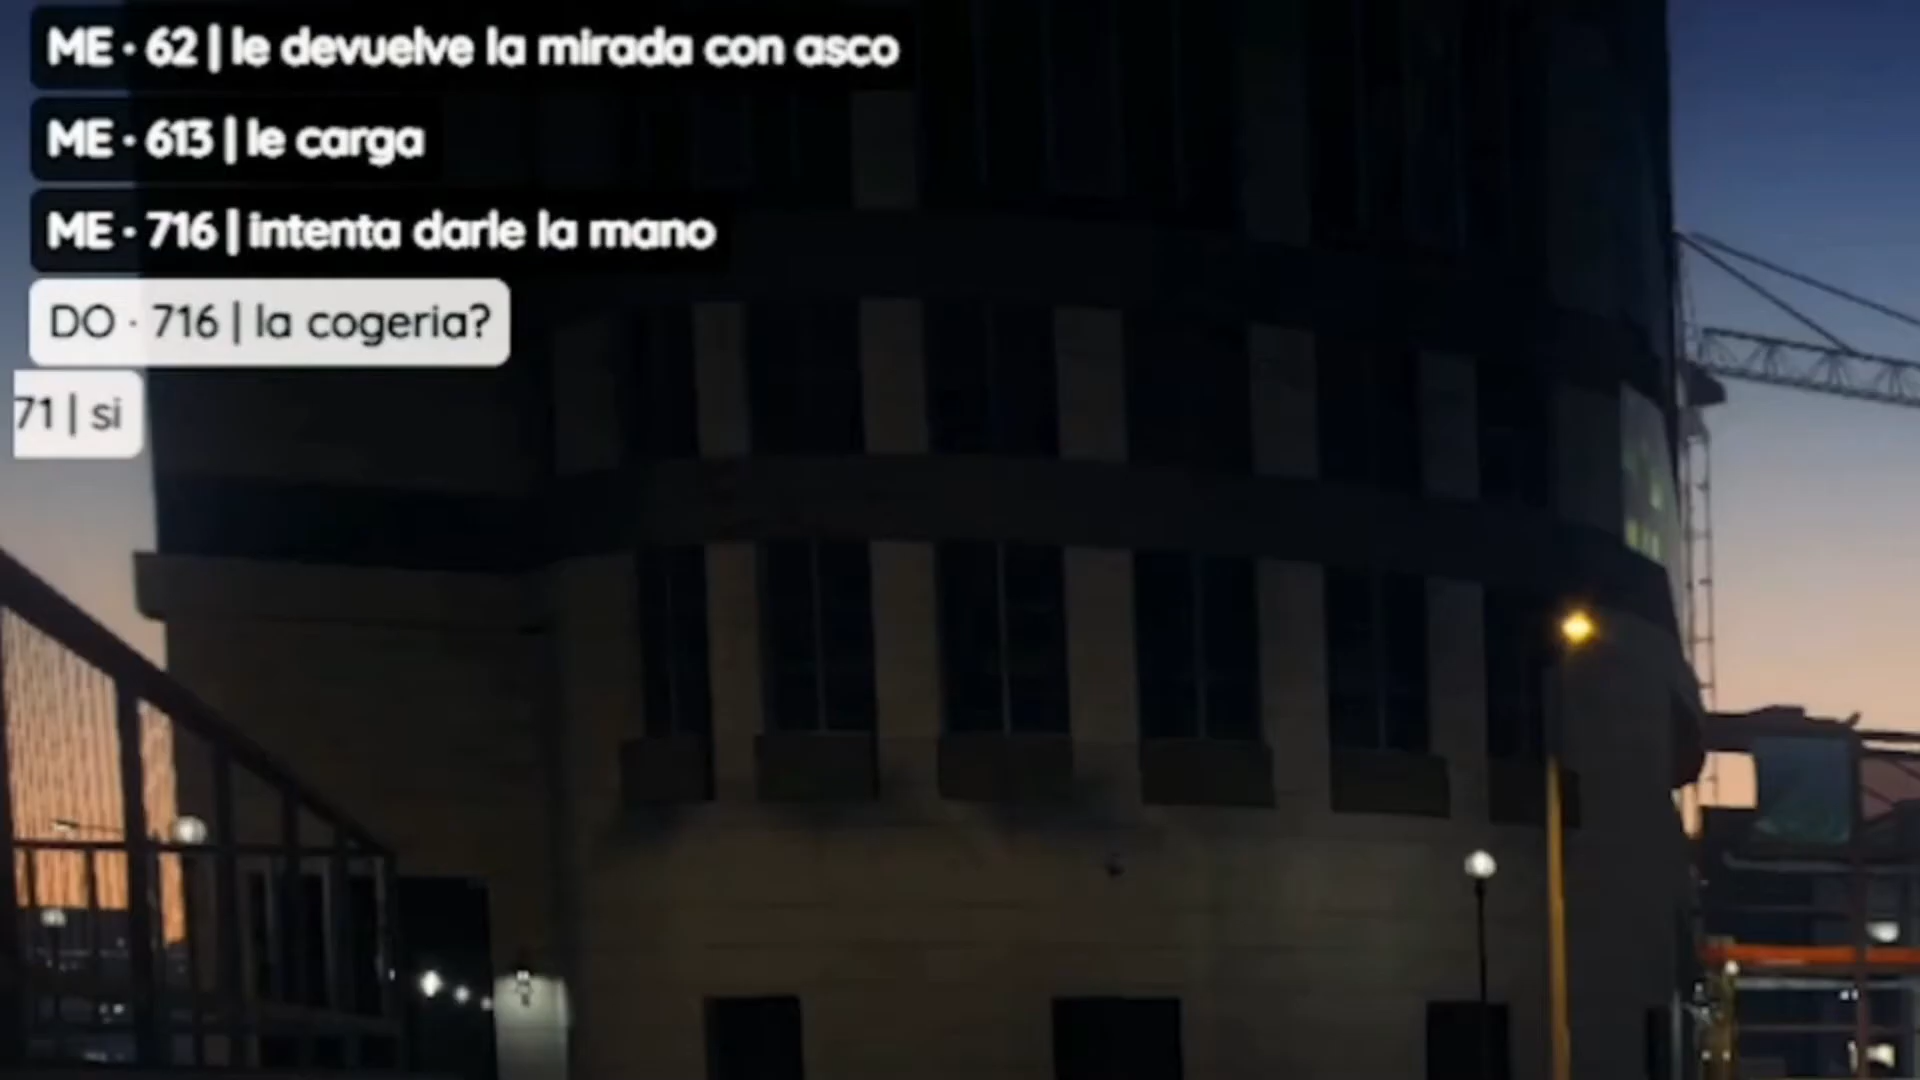 ME · 62 | le devuelve la mirada con asco
ME · 613 | le carga
ME · 716 | intenta darle la mano
DO · 716 | la cogeria?
71 | si